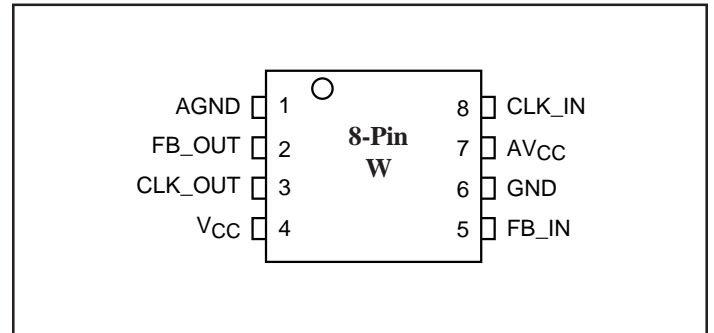 AGND 1
FB_OUT 2
CLK_OUT 3
VCC 4
8-Pin
W
8 CLK_IN
7 AVCC
6 GND
5 FB_IN